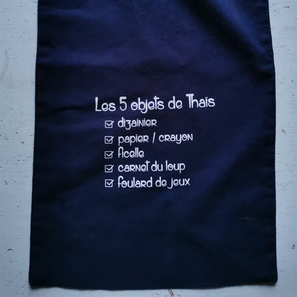 Les 5 objets de Thaïs
dizainier
papier / crayon
ficelle
carnet du loup
foulard de jeux